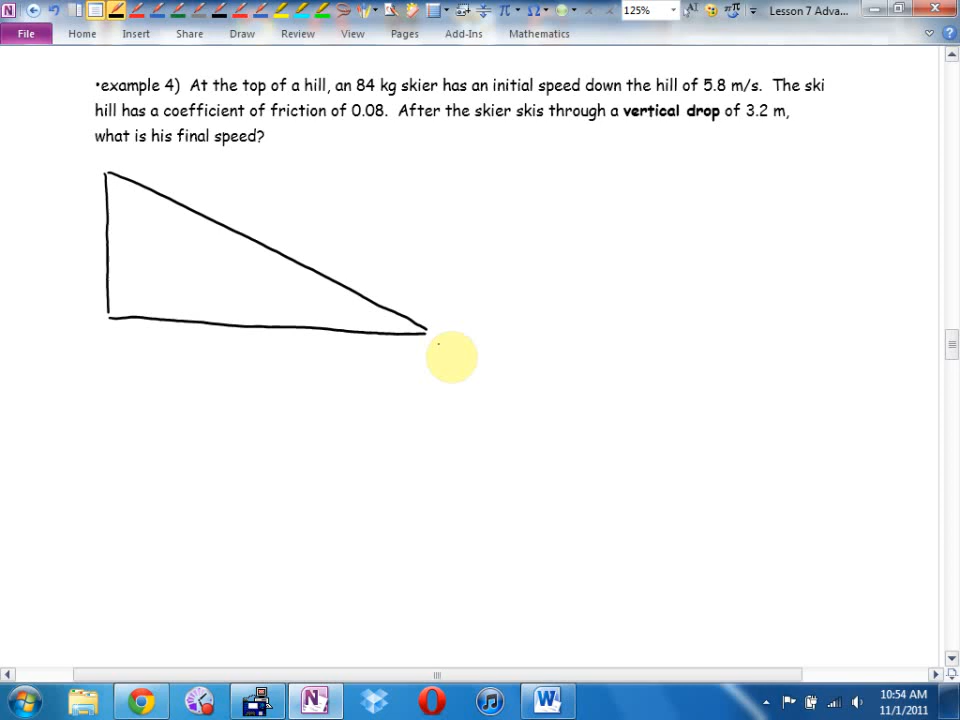 125%
Lesson 7 Adva...
File Home Insert Share Draw Review View Pages Add-Ins Mathematics
•example 4) At the top of a hill, an 84 kg skier has an initial speed down the hill of 5.8 m/s. The ski
hill has a coefficient of friction of 0.08. After the skier skis through a vertical drop of 3.2 m,
what is his final speed?
10:54 AM
11/1/2011